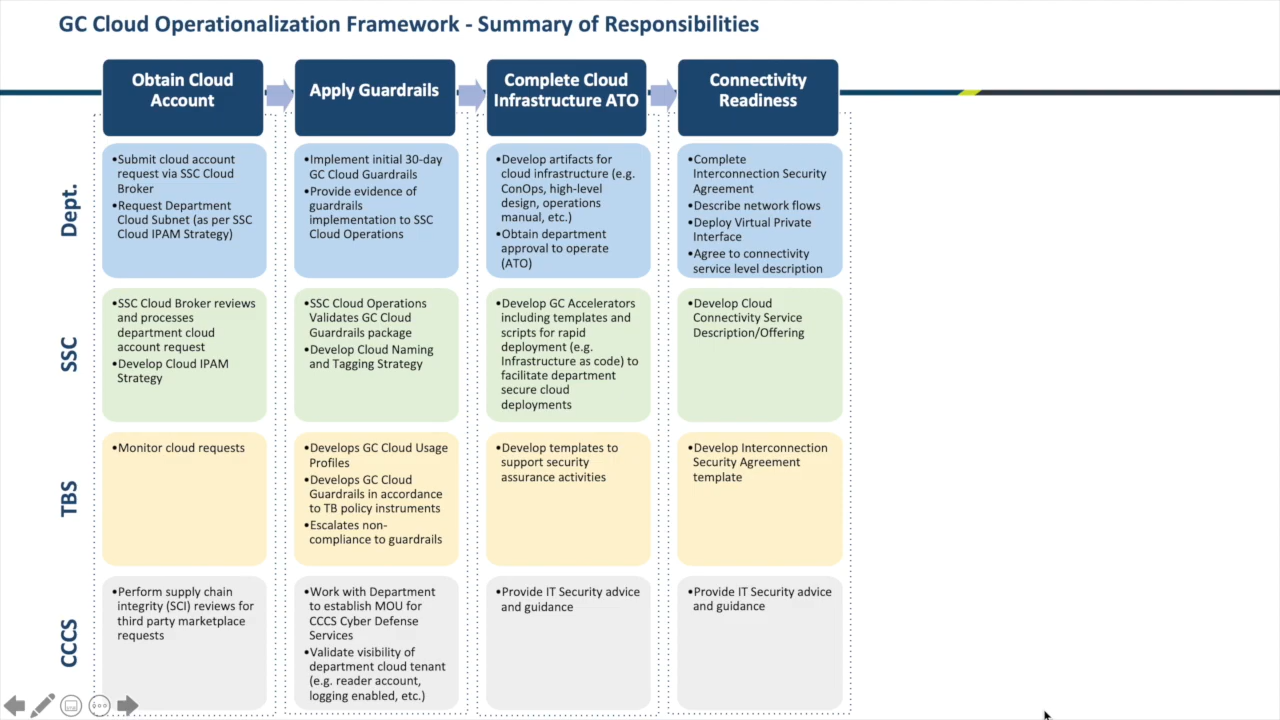 GC Cloud Operationalization Framework - Summary of Responsibilities
Obtain Cloud
Account
Apply Guardrails
Complete Cloud
Infrastructure ATO
Connectivity
Readiness
Dept.
•Submit cloud account
request via SSC Cloud
Broker
•Request Department
Cloud Subnet (as per SSC
Cloud IPAM Strategy)
•Implement initial 30-day
GC Cloud Guardrails
•Provide evidence of
guardrails
implementation to SSC
Cloud Operations
•Develop artifacts for
cloud infrastructure (e.g.
ConOps, high-level
design, operations
manual, etc.)
•Obtain department
approval to operate
(ATO)
•Complete
Interconnection Security
Agreement
•Describe network flows
•Deploy Virtual Private
Interface
•Agree to connectivity
service level description
SSC
•SSC Cloud Broker reviews
and processes
department cloud
account request
•Develop Cloud IPAM
Strategy
•SSC Cloud Operations
Validates GC Cloud
Guardrails package
•Develop Cloud Naming
and Tagging Strategy
•Develop GC Accelerators
including templates and
scripts for rapid
deployment (e.g.
Infrastructure as code) to
facilitate department
secure cloud
deployments
•Develop Cloud
Connectivity Service
Description/Offering
TBS
•Monitor cloud requests
•Develops GC Cloud Usage
Profiles
•Develops GC Cloud
Guardrails in accordance
to TB policy instruments
•Escalates non-
compliance to guardrails
•Develop templates to
support security
assurance activities
•Develop Interconnection
Security Agreement
template
CCCS
•Perform supply chain
integrity (SCI) reviews for
third party marketplace
requests
•Work with Department
to establish MOU for
CCCS Cyber Defense
Services
•Validate visibility of
department cloud tenant
(e.g. reader account,
logging enabled, etc.)
•Provide IT Security advice
and guidance
•Provide IT Security advice
and guidance